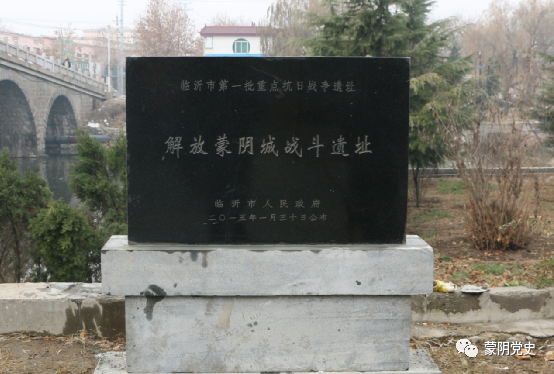 临沂市第一批重点抗日战争遗址
解放蒙阴城战斗遗址
临沂市人民政府
二〇一五年一月三十日公布
蒙阴党史